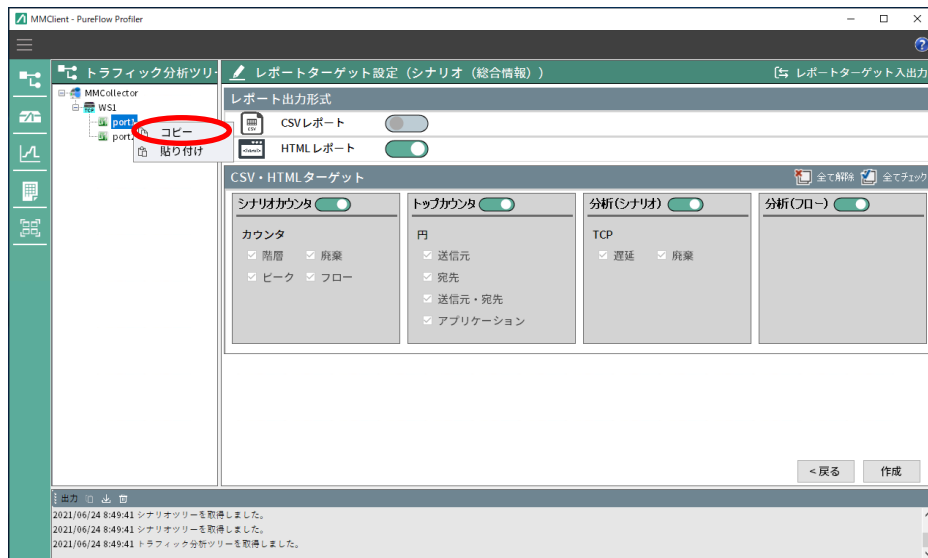 MMClient - PureFlow Profiler
トラフィック分析ツリ
レポートターゲット設定（シナリオ（総合情報））
レポートターゲット入出力
MMCollector
WS1
port1
port
コピー
貼り付け
レポート出力形式
CSVレポート
HTMLレポート
CSV・HTMLターゲット
全て解除
全てチェック
シナリオカウンタ
トップカウンタ
分析(シナリオ)
分析(フロー)
カウンタ
階層
廃棄
ピーク
フロー
円
送信元
宛先
送信元・宛先
アプリケーション
TCP
遅延
廃棄
<戻る
作成
出力
2021/06/24 8:49:41 シナリオツリーを取得しました。
2021/06/24 8:49:41 シナリオツリーを取得しました。
2021/06/24 8:49:41 トラフィック分析ツリーを取得しました。